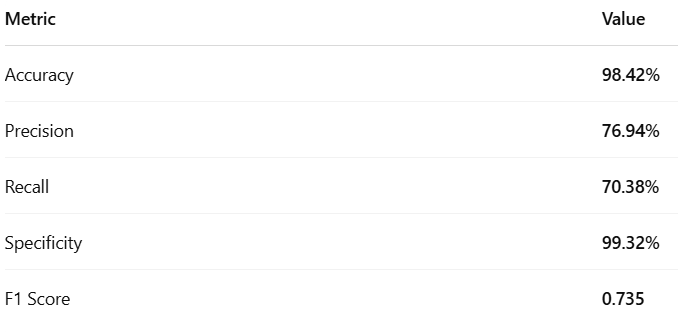 Metric Value
Accuracy 98.42%
Precision 76.94%
Recall 70.38%
Specificity 99.32%
F1 Score 0.735